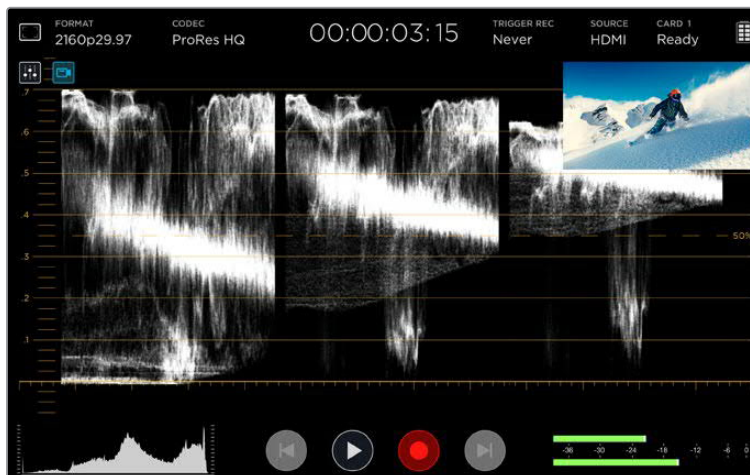 FORMAT
2160p29.97
CODEC
ProRes HQ
00:00:03:15
TRIGGER REC
Never
SOURCE
HDMI
CARD 1
Ready
.7
.6
.5
.4
50%
.3
.2
.1
-36 -30 -24 -18 -12 -6 0